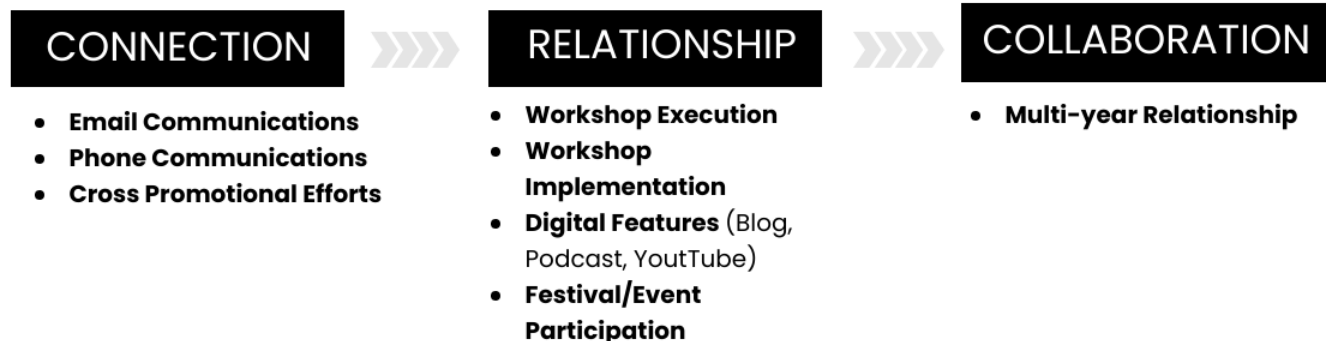 CONNECTION
• Email Communications
• Phone Communications
• Cross Promotional Efforts
RELATIONSHIP
• Workshop Execution
• Workshop
Implementation
• Digital Features (Blog,
Podcast, YoutTube)
• Festival/Event
Participation
COLLABORATION
• Multi-year Relationship